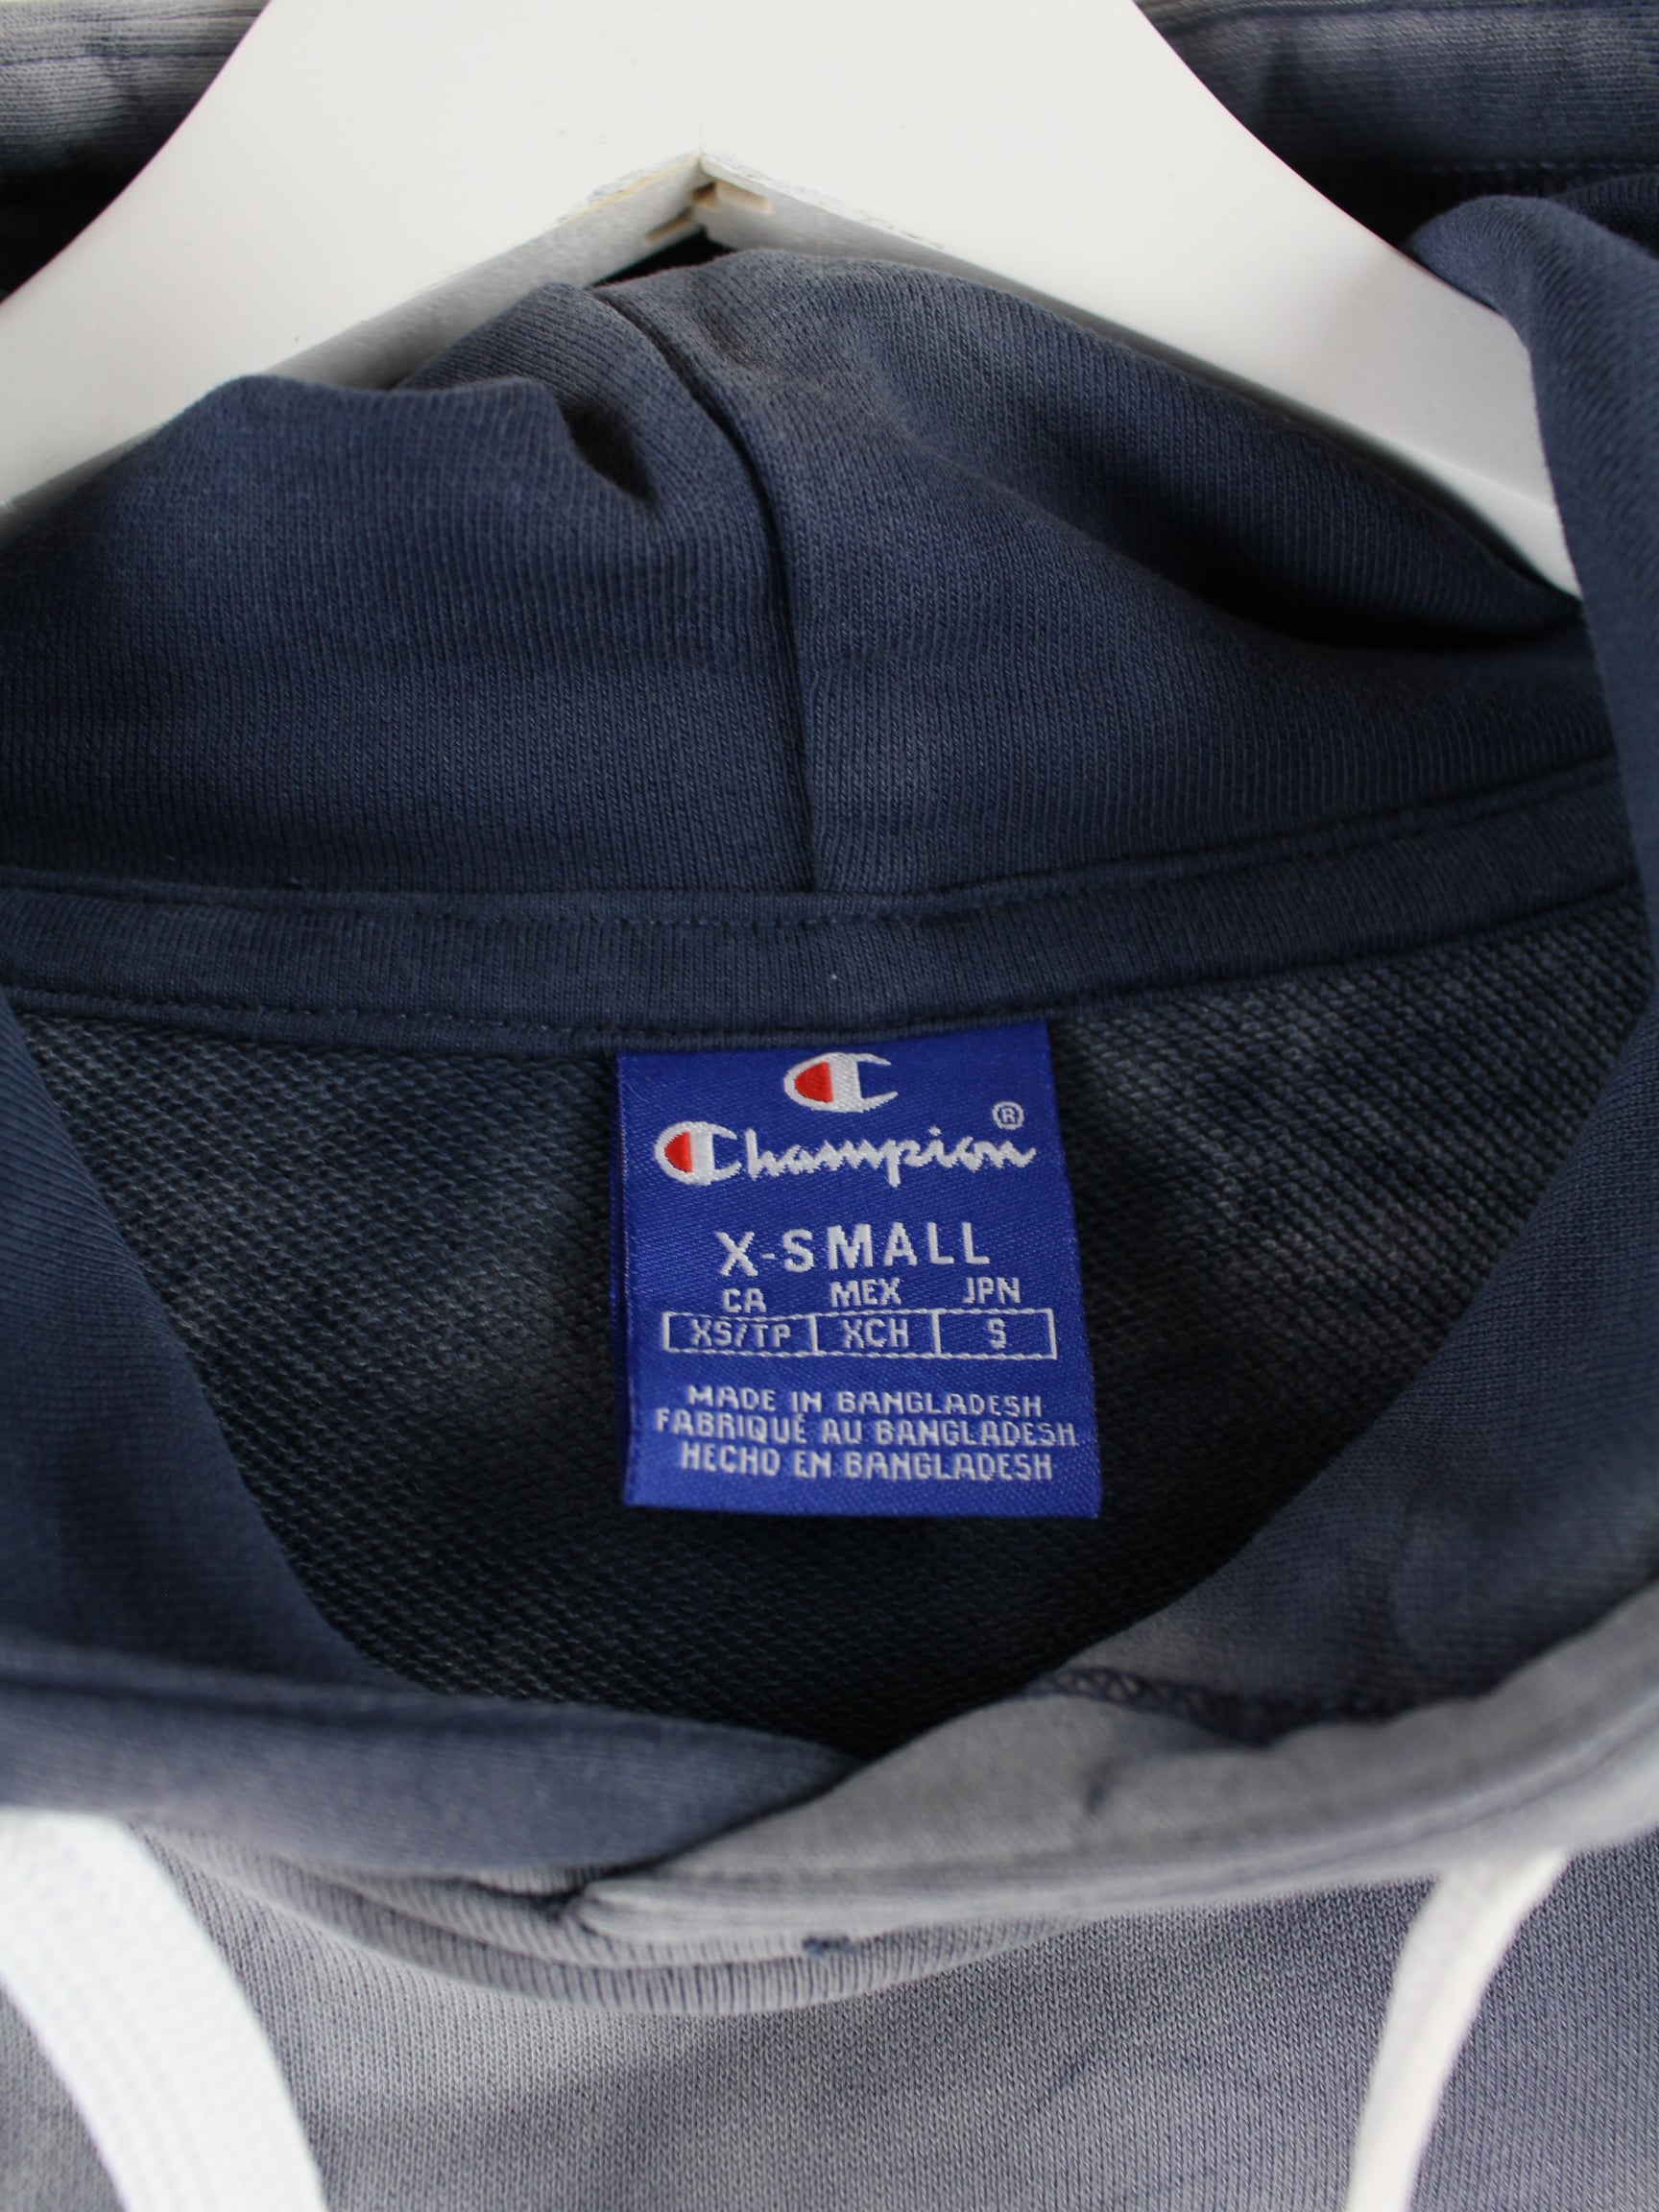 Champion®
X-SMALL
CA MEX JPN
XS/TP XCH S
MADE IN BANGLADESH
FABRIQUÉ AU BANGLADESH
HECHO EN BANGLADESH